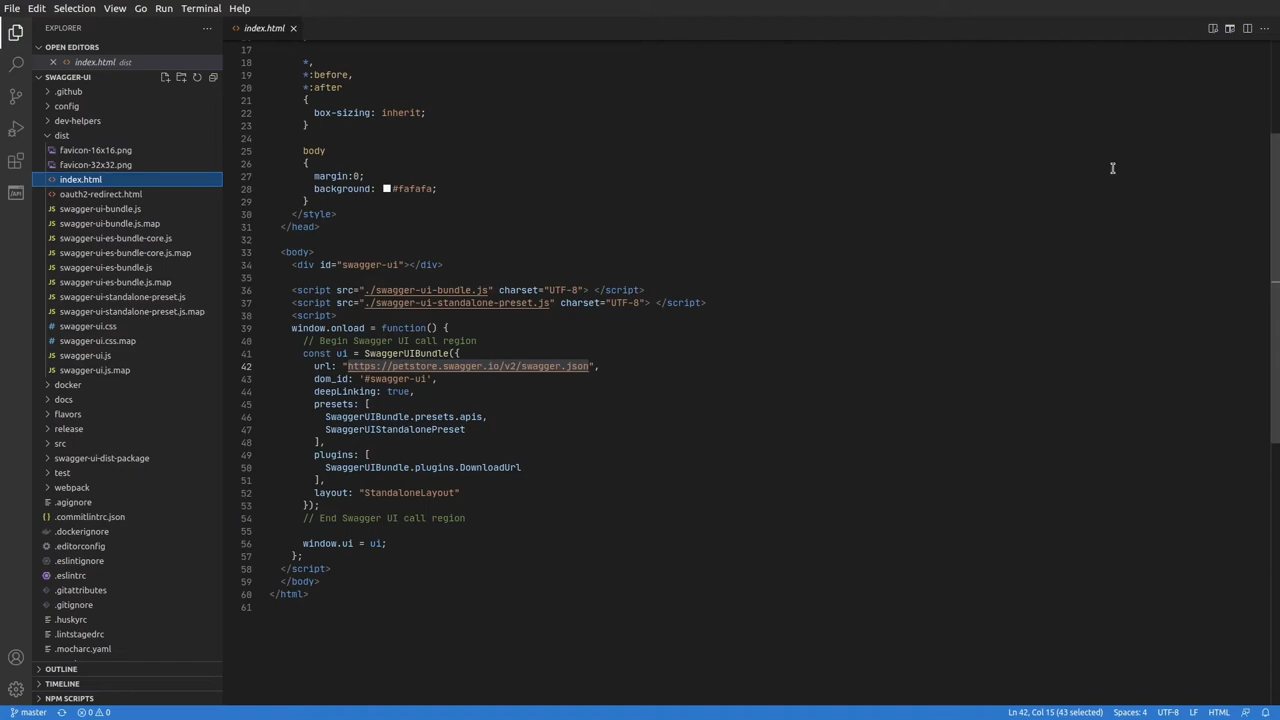 File Edit Selection View Go Run Terminal Help
EXPLORER
OPEN EDITORS
index.html dist
SWAGGER-UI
.github
config
dev-helpers
dist
favicon-16x16.png
favicon-32x32.png
index.html
oauth2-redirect.html
swagger-ui-bundle.js
swagger-ui-bundle.js.map
swagger-ui-es-bundle-core.js
swagger-ui-es-bundle-core.js.map
swagger-ui-es-bundle.js
swagger-ui-es-bundle.js.map
swagger-ui-standalone-preset.js
swagger-ui-standalone-preset.js.map
swagger-ui.css
swagger-ui.css.map
swagger-ui.js
swagger-ui.js.map
docker
docs
flavors
release
src
swagger-ui-dist-package
test
webpack
.agignore
.commitlintrc.json
.dockerignore
.editorconfig
.eslintignore
.eslintrc
.gitattributes
.gitignore
.huskyrc
.lintstagedrc
.mocharc.yaml
OUTLINE
TIMELINE
NPM SCRIPTS
index.html
17
18 *,
19 *:before,
20 *:after
21 {
22 box-sizing: inherit;
23 }
24
25 body
26 {
27 margin:0;
28 background: #fafafa;
29 }
30 </style>
31 </head>
32
33 <body>
34 <div id="swagger-ui"></div>
35
36 <script src="./swagger-ui-bundle.js" charset="UTF-8"> </script>
37 <script src="./swagger-ui-standalone-preset.js" charset="UTF-8"> </script>
38 <script>
39 window.onload = function() {
40 // Begin Swagger UI call region
41 const ui = SwaggerUIBundle({
42 url: "https://petstore.swagger.io/v2/swagger.json",
43 dom_id: '#swagger-ui',
44 deepLinking: true,
45 presets: [
46 SwaggerUIBundle.presets.apis,
47 SwaggerUIStandalonePreset
48 ],
49 plugins: [
50 SwaggerUIBundle.plugins.DownloadUrl
51 ],
52 layout: "StandaloneLayout"
53 });
54 // End Swagger UI call region
55
56 window.ui = ui;
57 };
58 </script>
59 </body>
60 </html>
61
master 0 0 Ln 42, Col 15 (43 selected) Spaces: 4 UTF-8 LF HTML